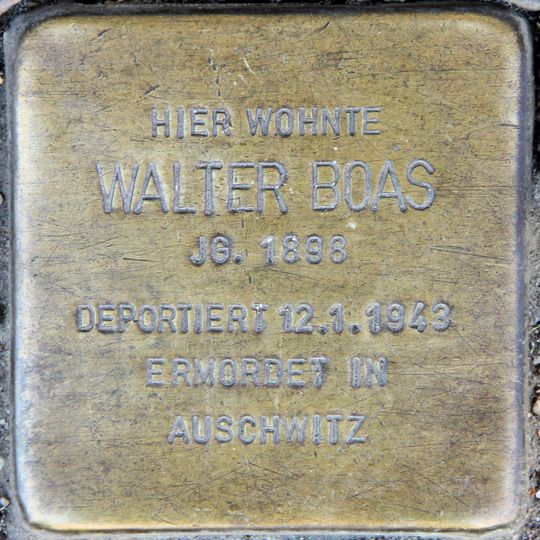 HIER WOHNTE
WALTER BOAS
JG. 1898
DEPORTIERT 12.1.1943
ERMORDET IN
AUSCHWITZ